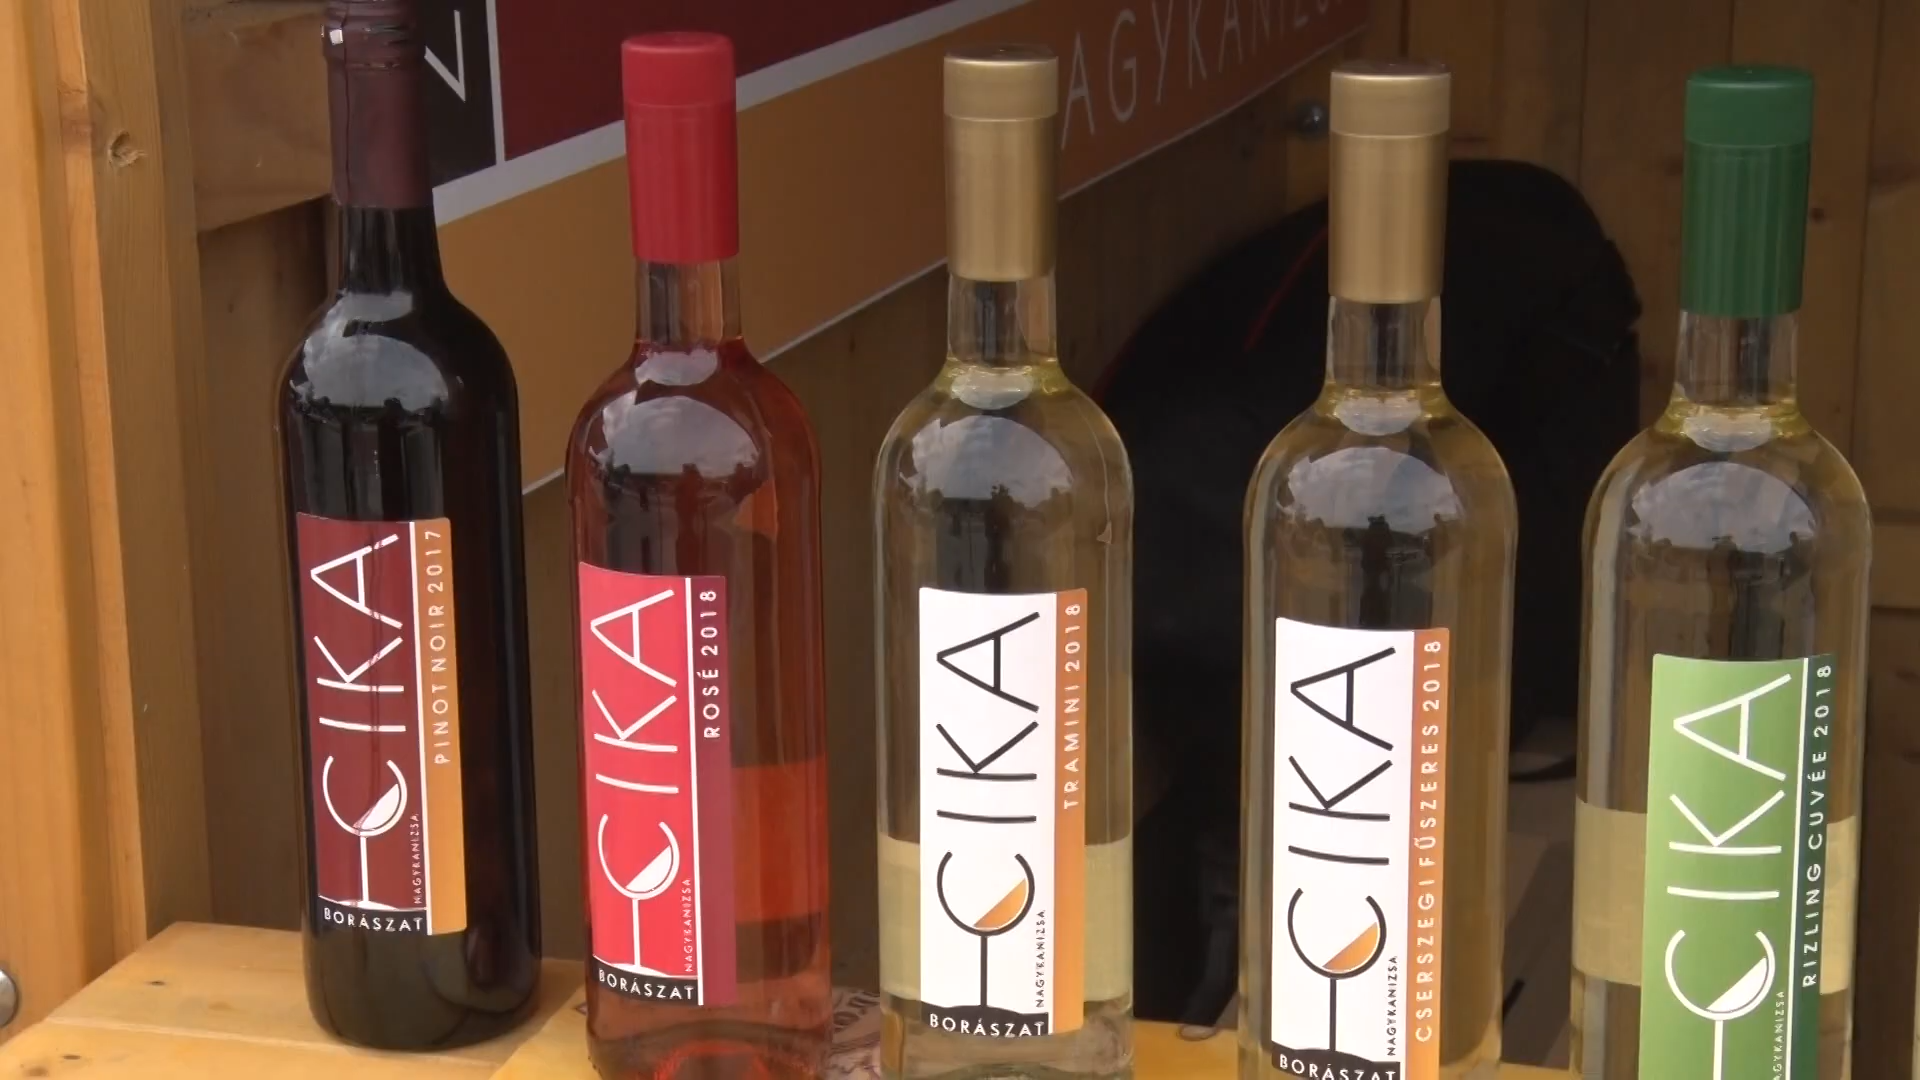 AGYKANIZS
CIKA
PINOT NOIR 2017
NAGYKANIZSA
BORÁSZAT
CIKA
ROSÉ 2018
NAGYKANIZSA
BORÁSZAT
CIKA
TRAMINI 2018
NAGYKANIZSA
BORÁSZAT
CIKA
CSERSZEGI FŰSZERES 2018
NAGYKANIZSA
BORÁSZAT
CIKA
RIZLING CUVÉE 2018
NAGYKANIZSA